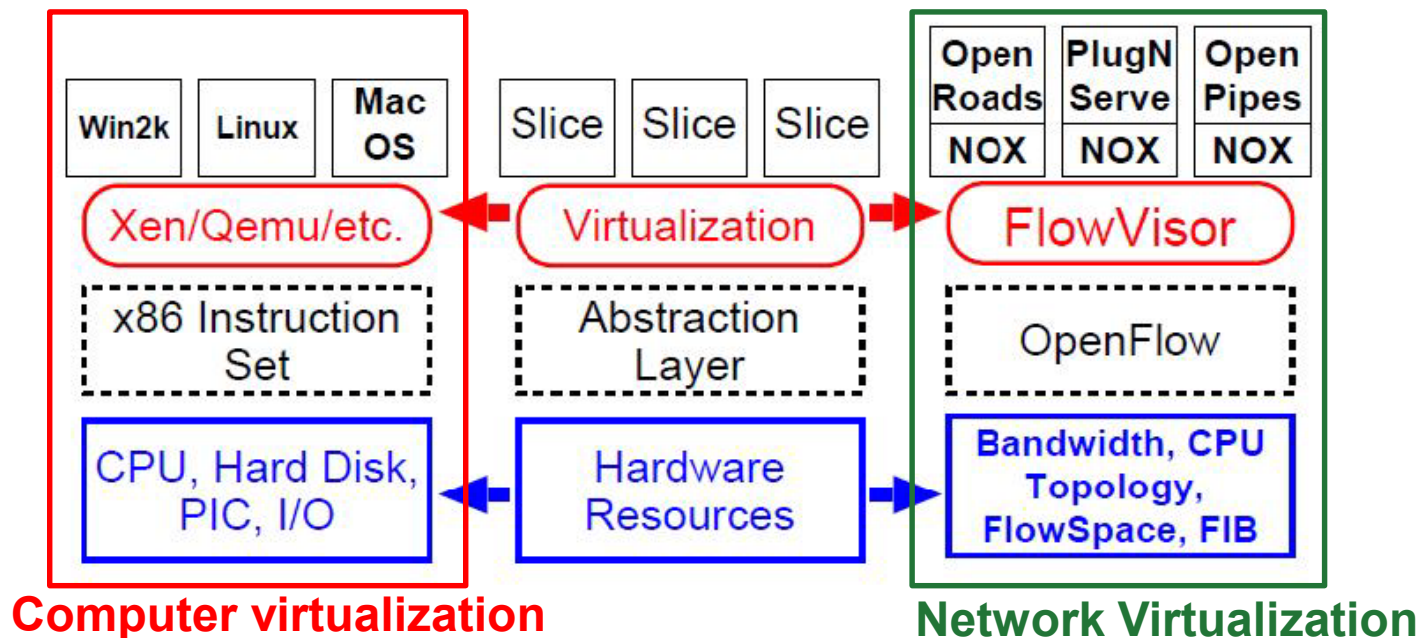 Win2k
Linux
Mac
OS
Slice
Slice
Slice
Open
Roads
NOX
PlugN
Serve
NOX
Open
Pipes
NOX
Xen/Qemu/etc.
Virtualization
FlowVisor
x86 Instruction
Set
Abstraction
Layer
OpenFlow
CPU, Hard Disk,
PIC, I/O
Hardware
Resources
Bandwidth, CPU
Topology,
FlowSpace, FIB
Computer virtualization
Network Virtualization